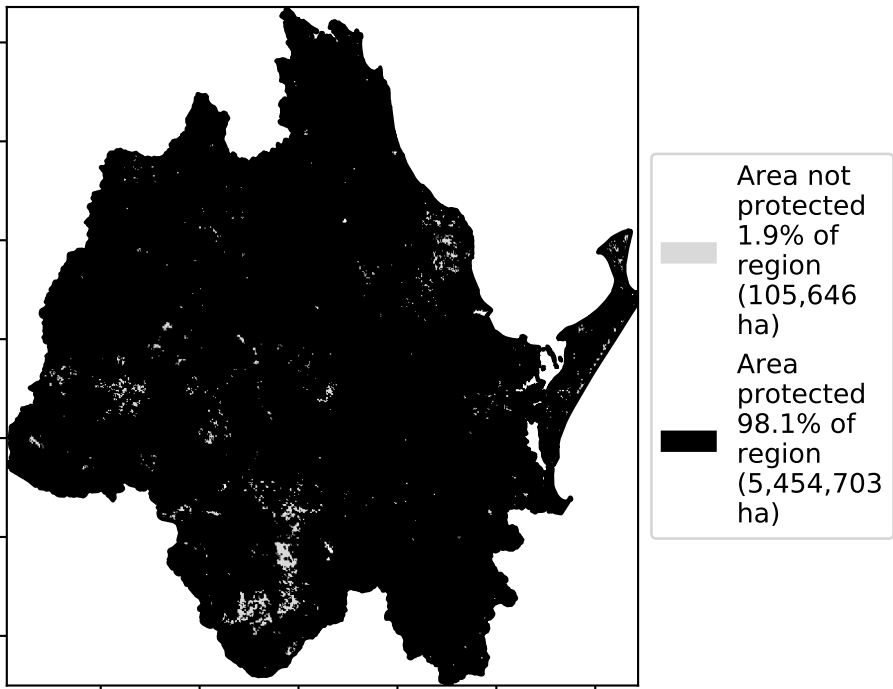 Area not
protected
1.9% of
region
(105,646
ha)
Area
protected
98.1% of
region
(5,454,703
ha)